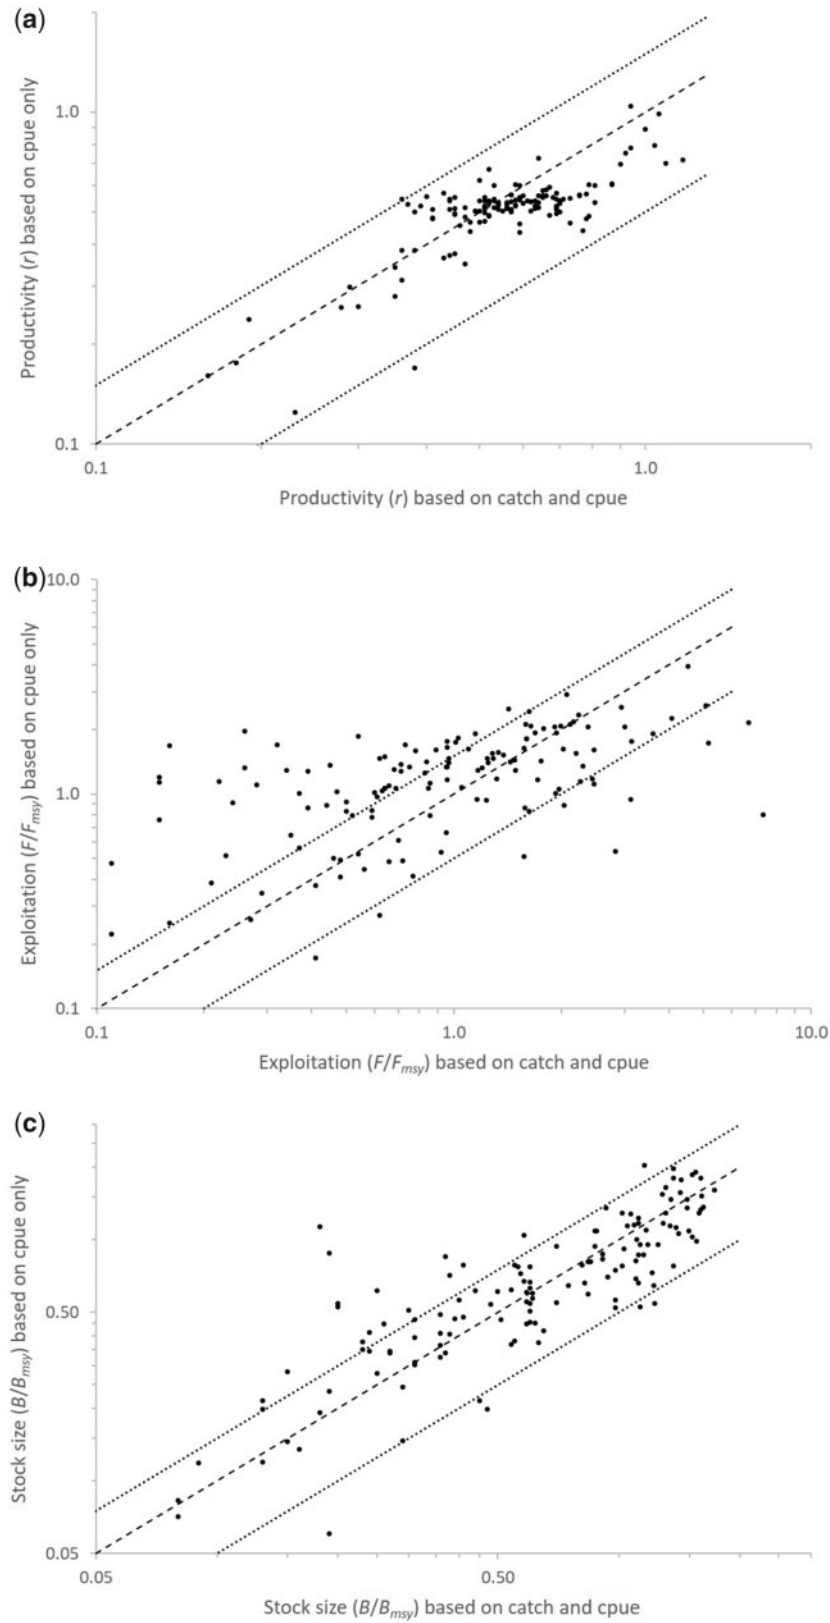 (a)
Productivity (r) based on cpue only
1.0
0.1
0.1
1.0
Productivity (r) based on catch and cpue
(b)
10.0
Exploitation (F/Fmsy) based on cpue only
1.0
0.1
0.1
1.0
10.0
Exploitation (F/Fmsy) based on catch and cpue
(c)
Stock size (B/Bmsy) based on cpue only
0.50
0.05
0.05
0.50
Stock size (B/Bmsy) based on catch and cpue